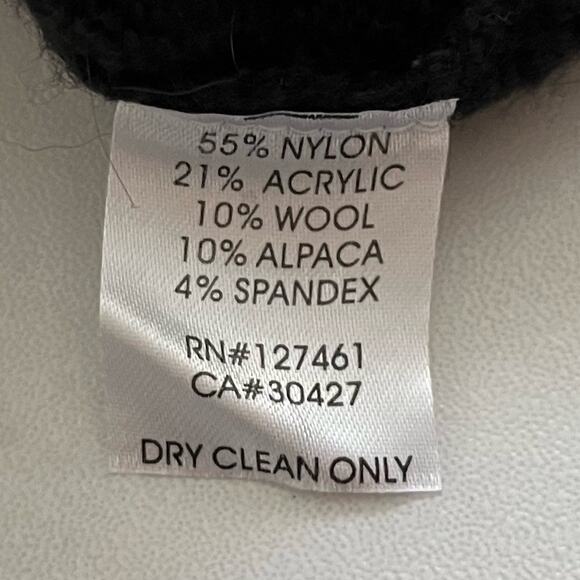 55% NYLON
21% ACRYLIC
10% WOOL
10% ALPACA
4% SPANDEX
RN#127461
CA#30427
DRY CLEAN ONLY